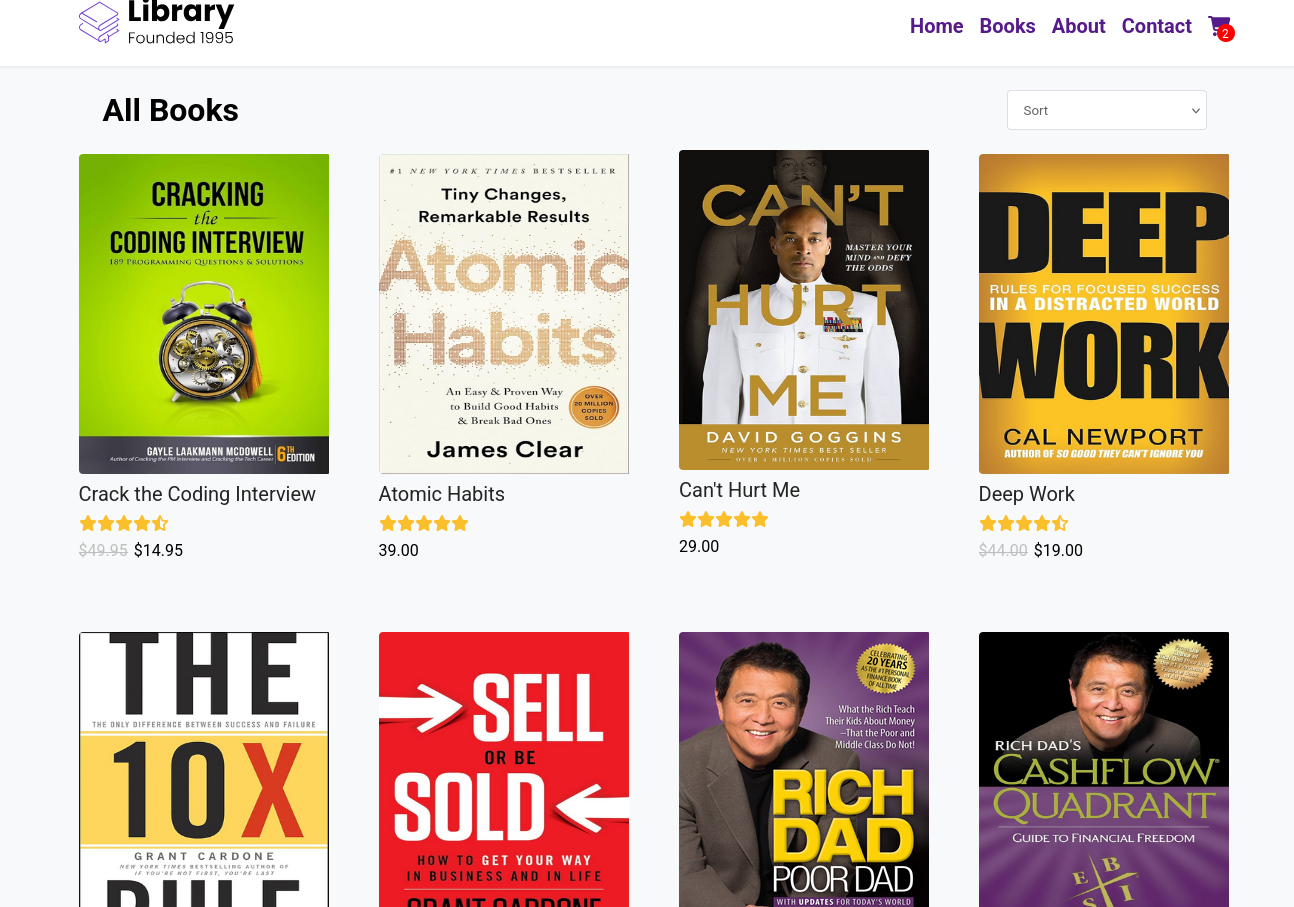 Library
Founded 1995
Home Books About Contact 2
All Books
Sort
CRACKING
the
CODING INTERVIEW
189 PROGRAMMING QUESTIONS & SOLUTIONS
GAYLE LAAKMANN MCDOWELL
Author of Cracking the PM Interview and Cracking the Tech Career
6TH
EDITION
Crack the Coding Interview
$49.95 $14.95
#1 NEW YORK TIMES BESTSELLER
Tiny Changes,
Remarkable Results
Atomic
Habits
An Easy & Proven Way
to Build Good Habits
& Break Bad Ones
OVER
20 MILLION
COPIES
SOLD
James Clear
Atomic Habits
39.00
CAN'T
MASTER YOUR
MIND AND DEFY
THE ODDS
HURT
ME
DAVID GOGGINS
NEW YORK TIMES BEST SELLER
OVER 4 MILLION COPIES SOLD
Can't Hurt Me
29.00
DEEP
RULES FOR FOCUSED SUCCESS
IN A DISTRACTED WORLD
WORK
CAL NEWPORT
AUTHOR OF SO GOOD THEY CAN'T IGNORE YOU
Deep Work
$44.00 $19.00
THE
THE ONLY DIFFERENCE BETWEEN SUCCESS AND FAILURE
10X
GRANT CARDONE
NEW YORK TIMES BESTSELLING AUTHOR OF
IF YOU'RE NOT FIRST, YOU'RE LAST
RULE
SELL
OR BE
SOLD
HOW TO GET YOUR WAY
IN BUSINESS AND IN LIFE
GRANT CARDONE
CELEBRATING
20 YEARS
AS THE #1 PERSONAL
FINANCE BOOK
OF ALL TIME
What the Rich Teach
Their Kids About Money
–That the Poor and
Middle Class Do Not!
RICH
DAD
POOR DAD
WITH UPDATES FOR TODAY'S WORLD
RICH DAD'S
CASHFLOW
QUADRANT
GUIDE TO FINANCIAL FREEDOM
E B
S I